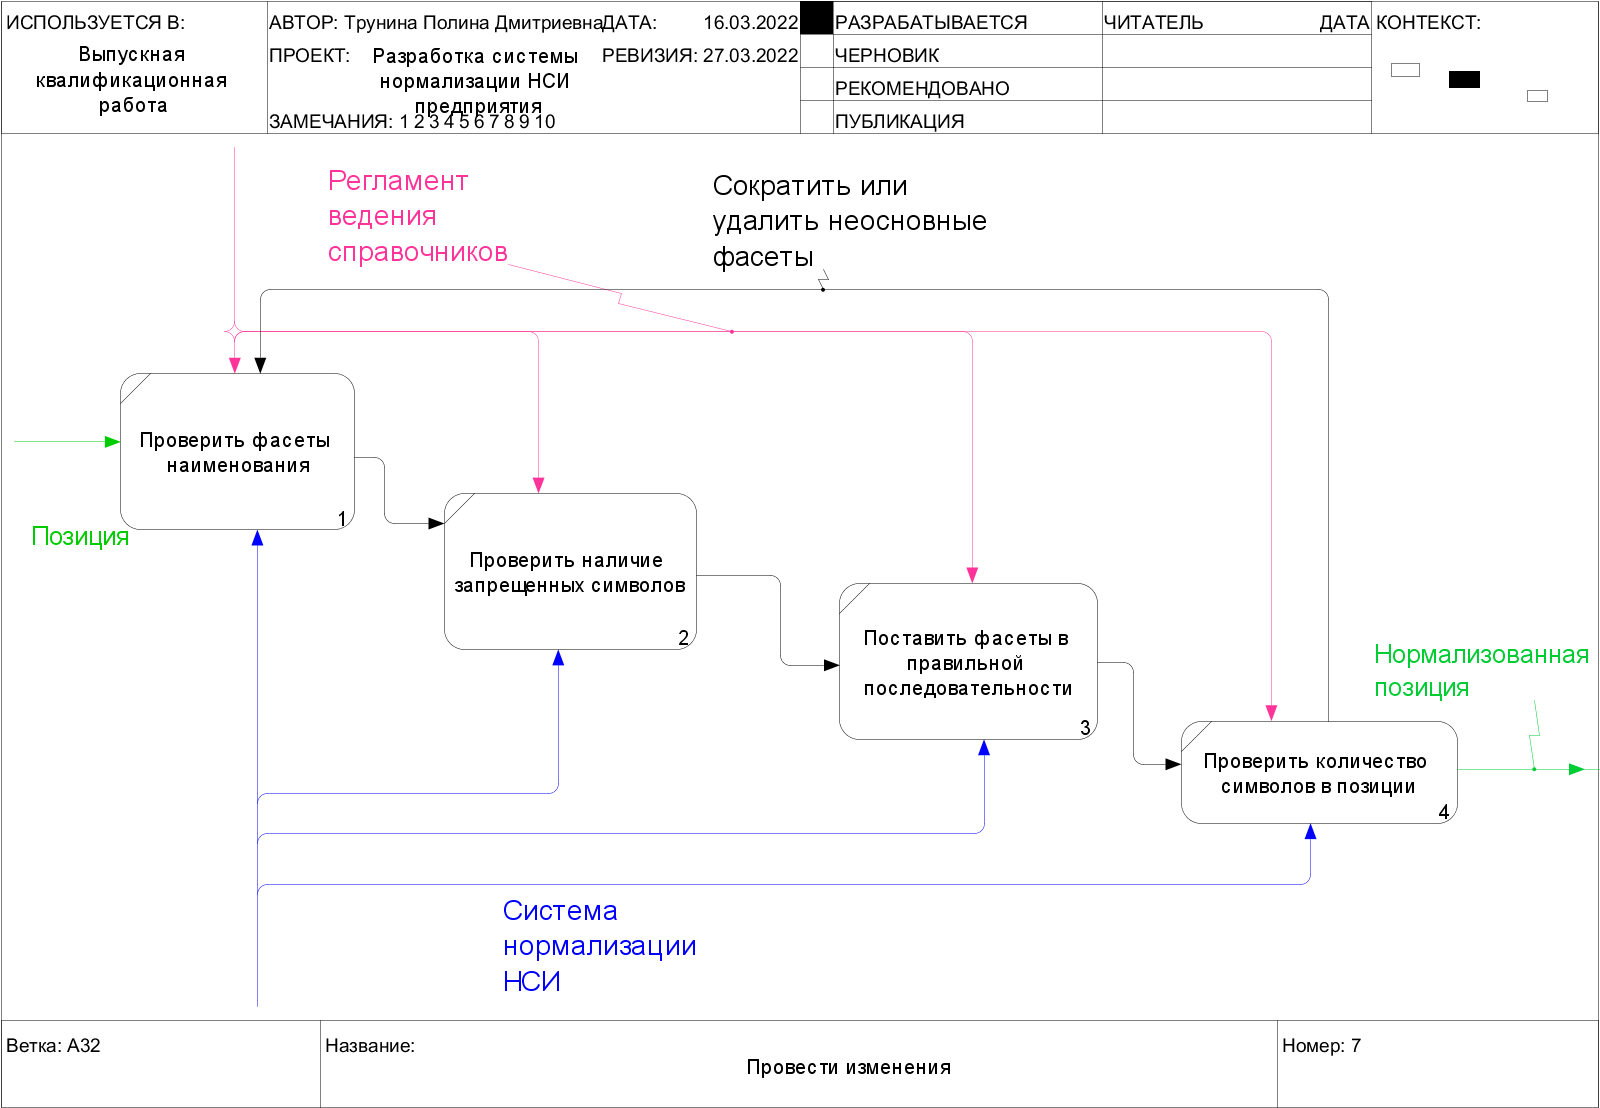 ИСПОЛЬЗУЕТСЯ В:
Выпускная
квалификационная
работа
АВТОР: Трунина Полина Дмитриевна
ДАТА: 16.03.2022
ПРОЕКТ: Разработка системы
нормализации НСИ
предприятия
РЕВИЗИЯ: 27.03.2022
ЗАМЕЧАНИЯ: 1 2 3 4 5 6 7 8 9 10
РАЗРАБАТЫВАЕТСЯ
ЧЕРНОВИК
РЕКОМЕНДОВАНО
ПУБЛИКАЦИЯ
ЧИТАТЕЛЬ ДАТА
КОНТЕКСТ:
Регламент
ведения
справочников
Сократить или
удалить неосновные
фасеты
Проверить фасеты
наименования
1
Позиция
Проверить наличие
запрещенных символов
2
Поставить фасеты в
правильной
последовательности
3
Нормализованная
позиция
Проверить количество
символов в позиции
4
Система
нормализации
НСИ
Ветка: A32
Название:
Провести изменения
Номер: 7